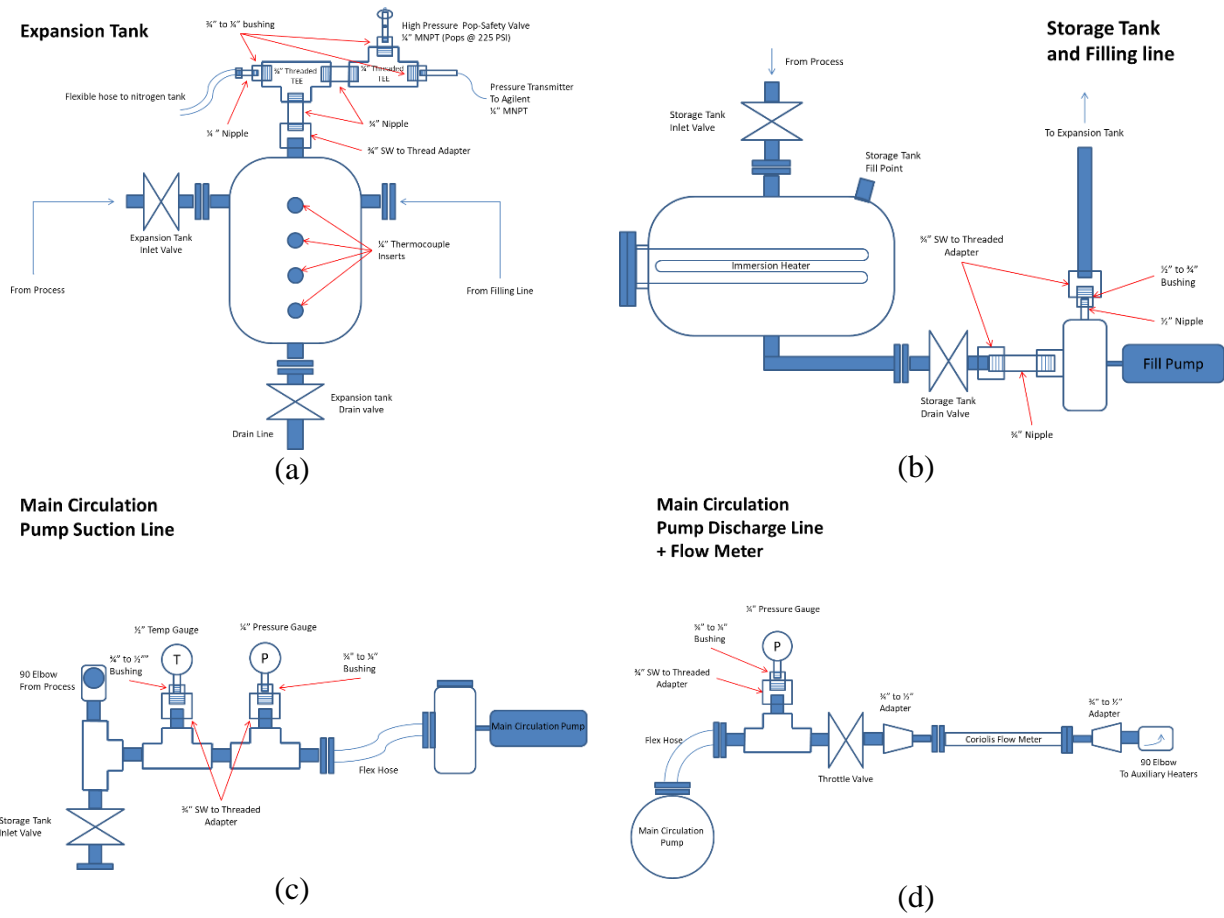 Expansion Tank
¾” to ¼” bushing
High Pressure Pop-Safety Valve
¼” MNPT (Pops @ 225 PSI)
¾” Threaded
TEE
¾” Threaded
TEE
Flexible hose to nitrogen tank
Pressure Transmitter
To Agilent
¼” MNPT
¼” Nipple
¾” Nipple
¾” SW to Thread Adapter
Expansion Tank
Inlet Valve
¼” Thermocouple
Inserts
From Process
From Filling Line
Expansion tank
Drain valve
Drain Line
(a)
Storage Tank
and Filling line
From Process
Storage Tank
Inlet Valve
To Expansion Tank
Storage Tank
Fill Point
¾” SW to Threaded
Adapter
Immersion Heater
½” to ¾”
Bushing
½” Nipple
Fill Pump
Storage Tank
Drain Valve
¾” Nipple
(b)
Main Circulation
Pump Suction Line
½” Temp Gauge
¼” Pressure Gauge
¾” to ½””
Bushing
¾” to ¼”
Bushing
90 Elbow
From Process
T
P
Main Circulation Pump
Flex Hose
¾” SW to Threaded
Adapter
Storage Tank
Inlet Valve
(c)
Main Circulation
Pump Discharge Line
+ Flow Meter
¼” Pressure Gauge
¾” to ¼”
Bushing
P
¾” SW to Threaded
Adapter
¾” to ½”
Adapter
¾” to ½”
Adapter
Flex Hose
Coriolis Flow Meter
Throttle Valve
90 Elbow
To Auxiliary Heaters
Main Circulation
Pump
(d)